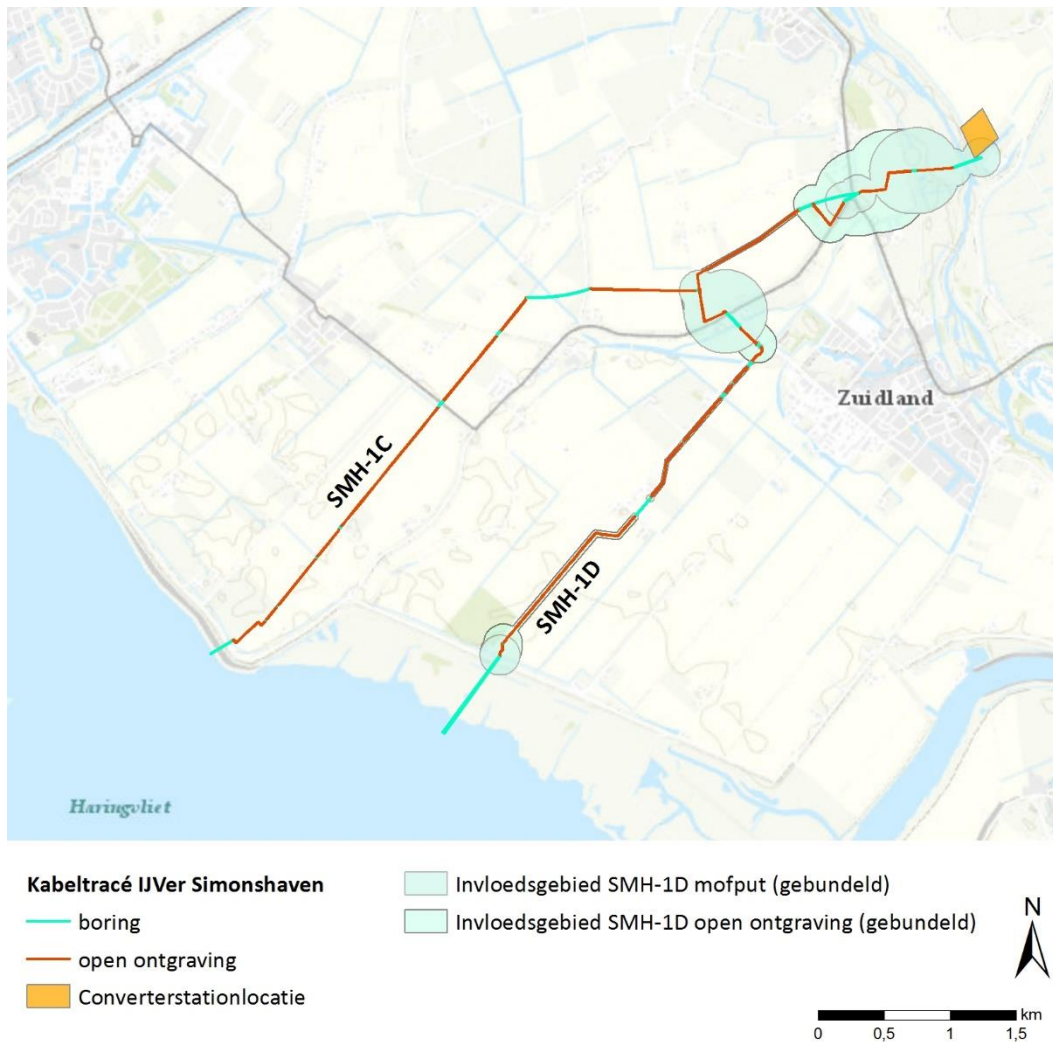 Zuidland
SMH-1C
SMH-1D
Haringvliet
Kabeltracé IJVer Simonshaven
boring
open ontgraving
Converterstationlocatie
Invloedsgebied SMH-1D mofput (gebundeld)
Invloedsgebied SMH-1D open ontgraving (gebundeld)
N
km
0 0,5 1 1,5